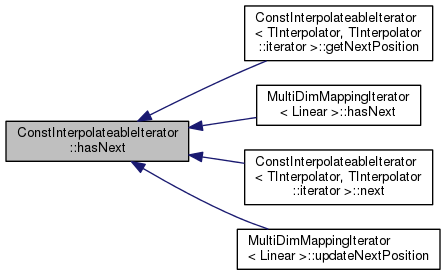 ConstInterpolateableIterator
< TInterpolator, TInterpolator
::iterator >::getNextPosition
MultiDimMappingIterator
< Linear >::hasNext
ConstInterpolateableIterator
::hasNext
ConstInterpolateableIterator
< TInterpolator, TInterpolator
::iterator >::next
MultiDimMappingIterator
< Linear >::updateNextPosition